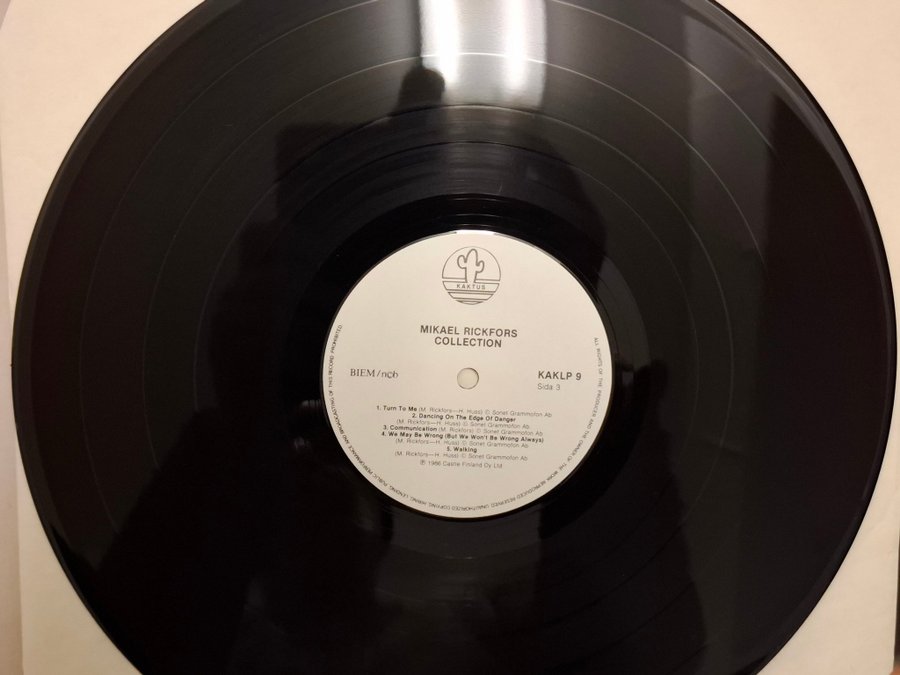 KAKTUS
MIKAEL RICKFORS
COLLECTION
BIEM/ncb
KAKLP 9
Sida 3
1. Turn To Me (M. Rickfors—H. Huss) © Sonet Grammofon Ab
2. Dancing On The Edge Of Danger
(M. Rickfors—H. Huss) © Sonet Grammofon Ab.
3. Communication (M. Rickfors) © Sonet Grammofon Ab
4. We May Be Wrong (But We Won't Be Wrong Always)
(M. Rickfors—H. Huss) © Sonet Grammofon Ab
5. Walking
(M. Rickfors—H. Huss) © Sonet Grammofon Ab.
℗ 1986 Castle Finland Oy Ltd
ALL RIGHTS OF THE PRODUCER AND THE OWNER OF THE WORK REPRODUCED RESERVED. UNAUTHORIZED COPYING, HIRING, LENDING, PUBLIC PERFORMANCE AND BROADCASTING OF THIS RECORD PROHIBITED.